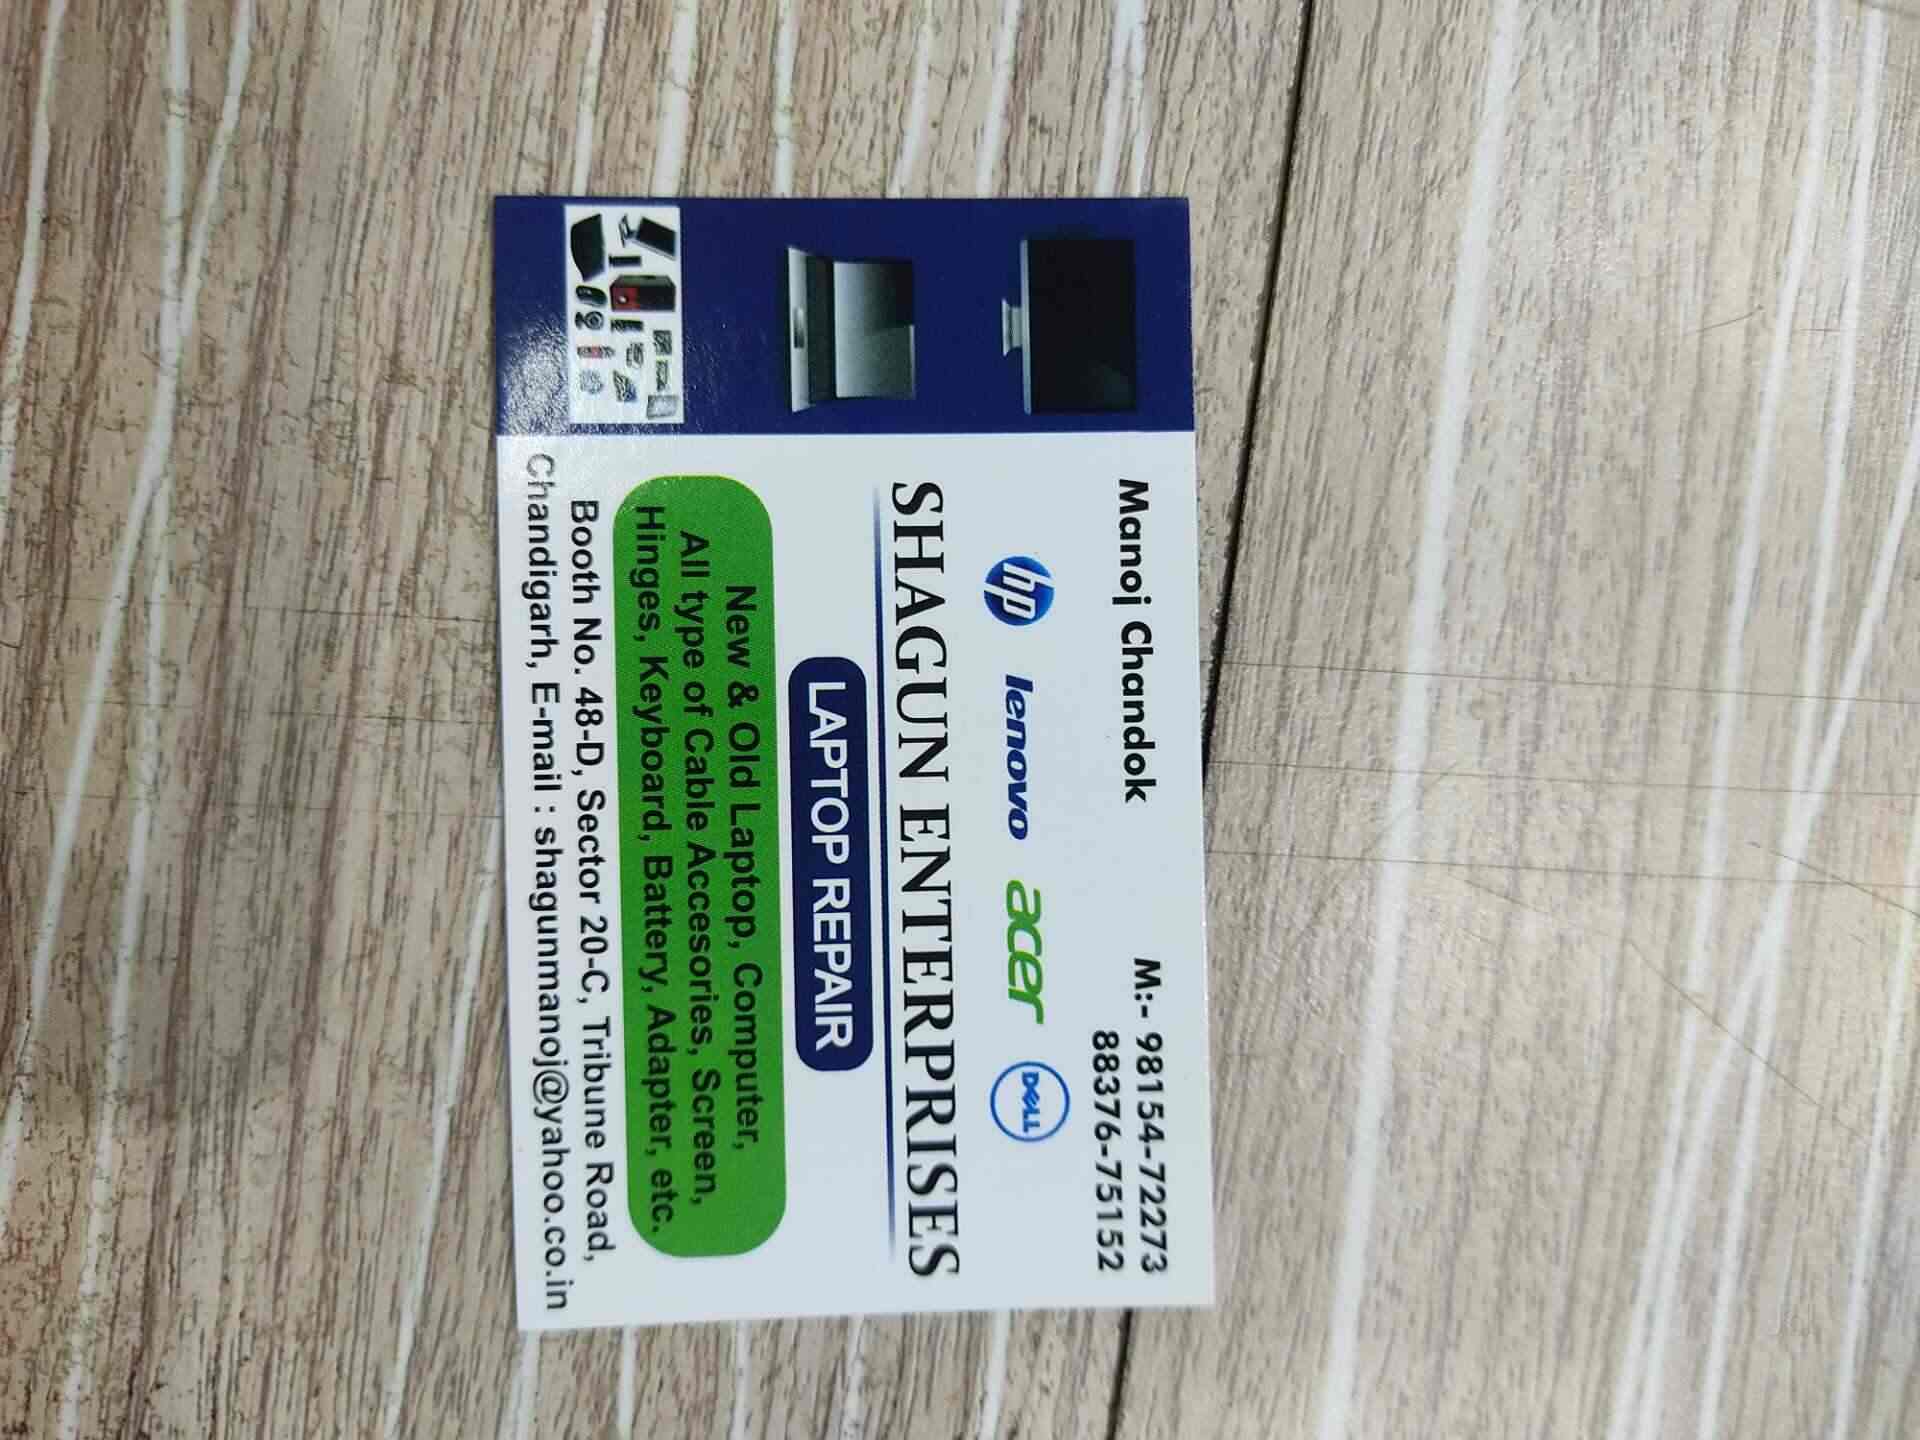 Manoj Chandok
M:- 98154-72273
88376-75152
hp lenovo acer DELL
SHAGUN ENTERPRISES
LAPTOP REPAIR
New & Old Laptop, Computer,
All type of Cable Accesories, Screen,
Hinges, Keyboard, Battery, Adapter, etc.
Booth No. 48-D, Sector 20-C, Tribune Road,
Chandigarh, E-mail : shagunmanoj@yahoo.co.in